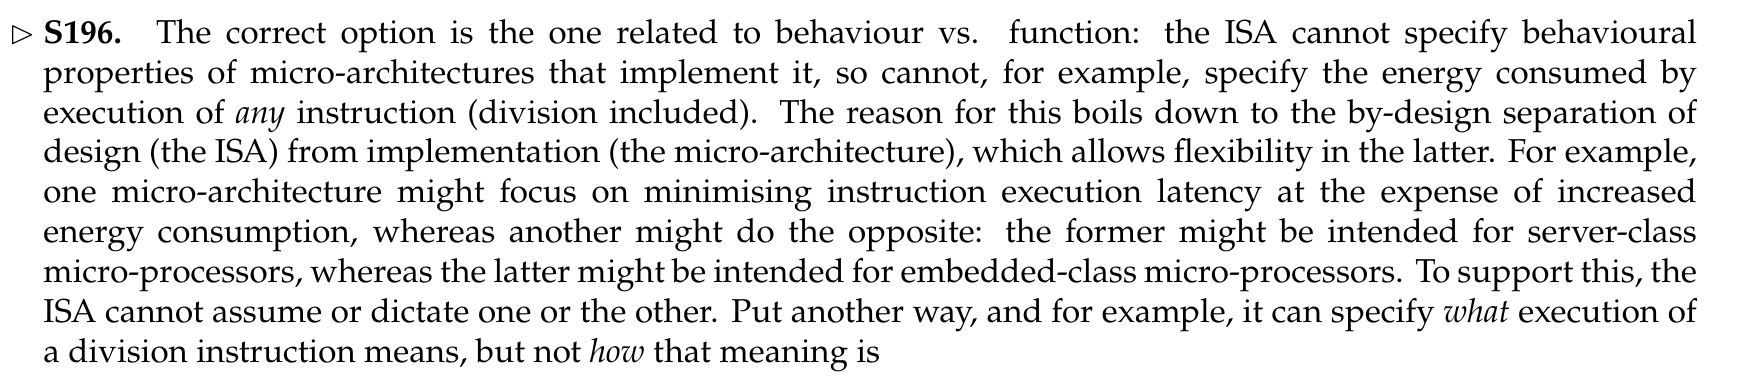 ▷ S196. The correct option is the one related to behaviour vs. function: the ISA cannot specify behavioural
properties of micro-architectures that implement it, so cannot, for example, specify the energy consumed by
execution of any instruction (division included). The reason for this boils down to the by-design separation of
design (the ISA) from implementation (the micro-architecture), which allows flexibility in the latter. For example,
one micro-architecture might focus on minimising instruction execution latency at the expense of increased
energy consumption, whereas another might do the opposite: the former might be intended for server-class
micro-processors, whereas the latter might be intended for embedded-class micro-processors. To support this, the
ISA cannot assume or dictate one or the other. Put another way, and for example, it can specify what execution of
a division instruction means, but not how that meaning is